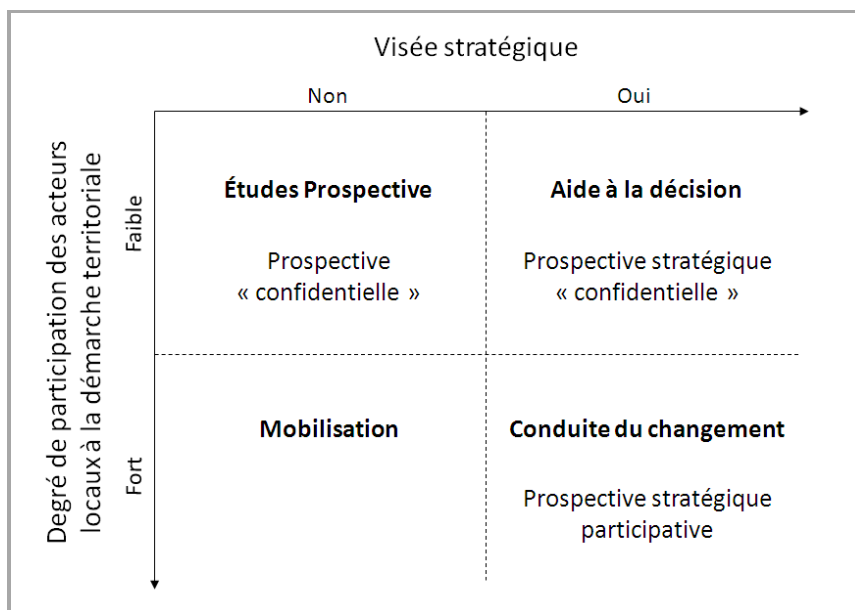 Visée stratégique
Non
Oui
Degré de participation des acteurs
locaux à la démarche territoriale
Faible
Fort
Études Prospective
Prospective
« confidentielle »
Aide à la décision
Prospective stratégique
« confidentielle »
Mobilisation
Conduite du changement
Prospective stratégique
participative